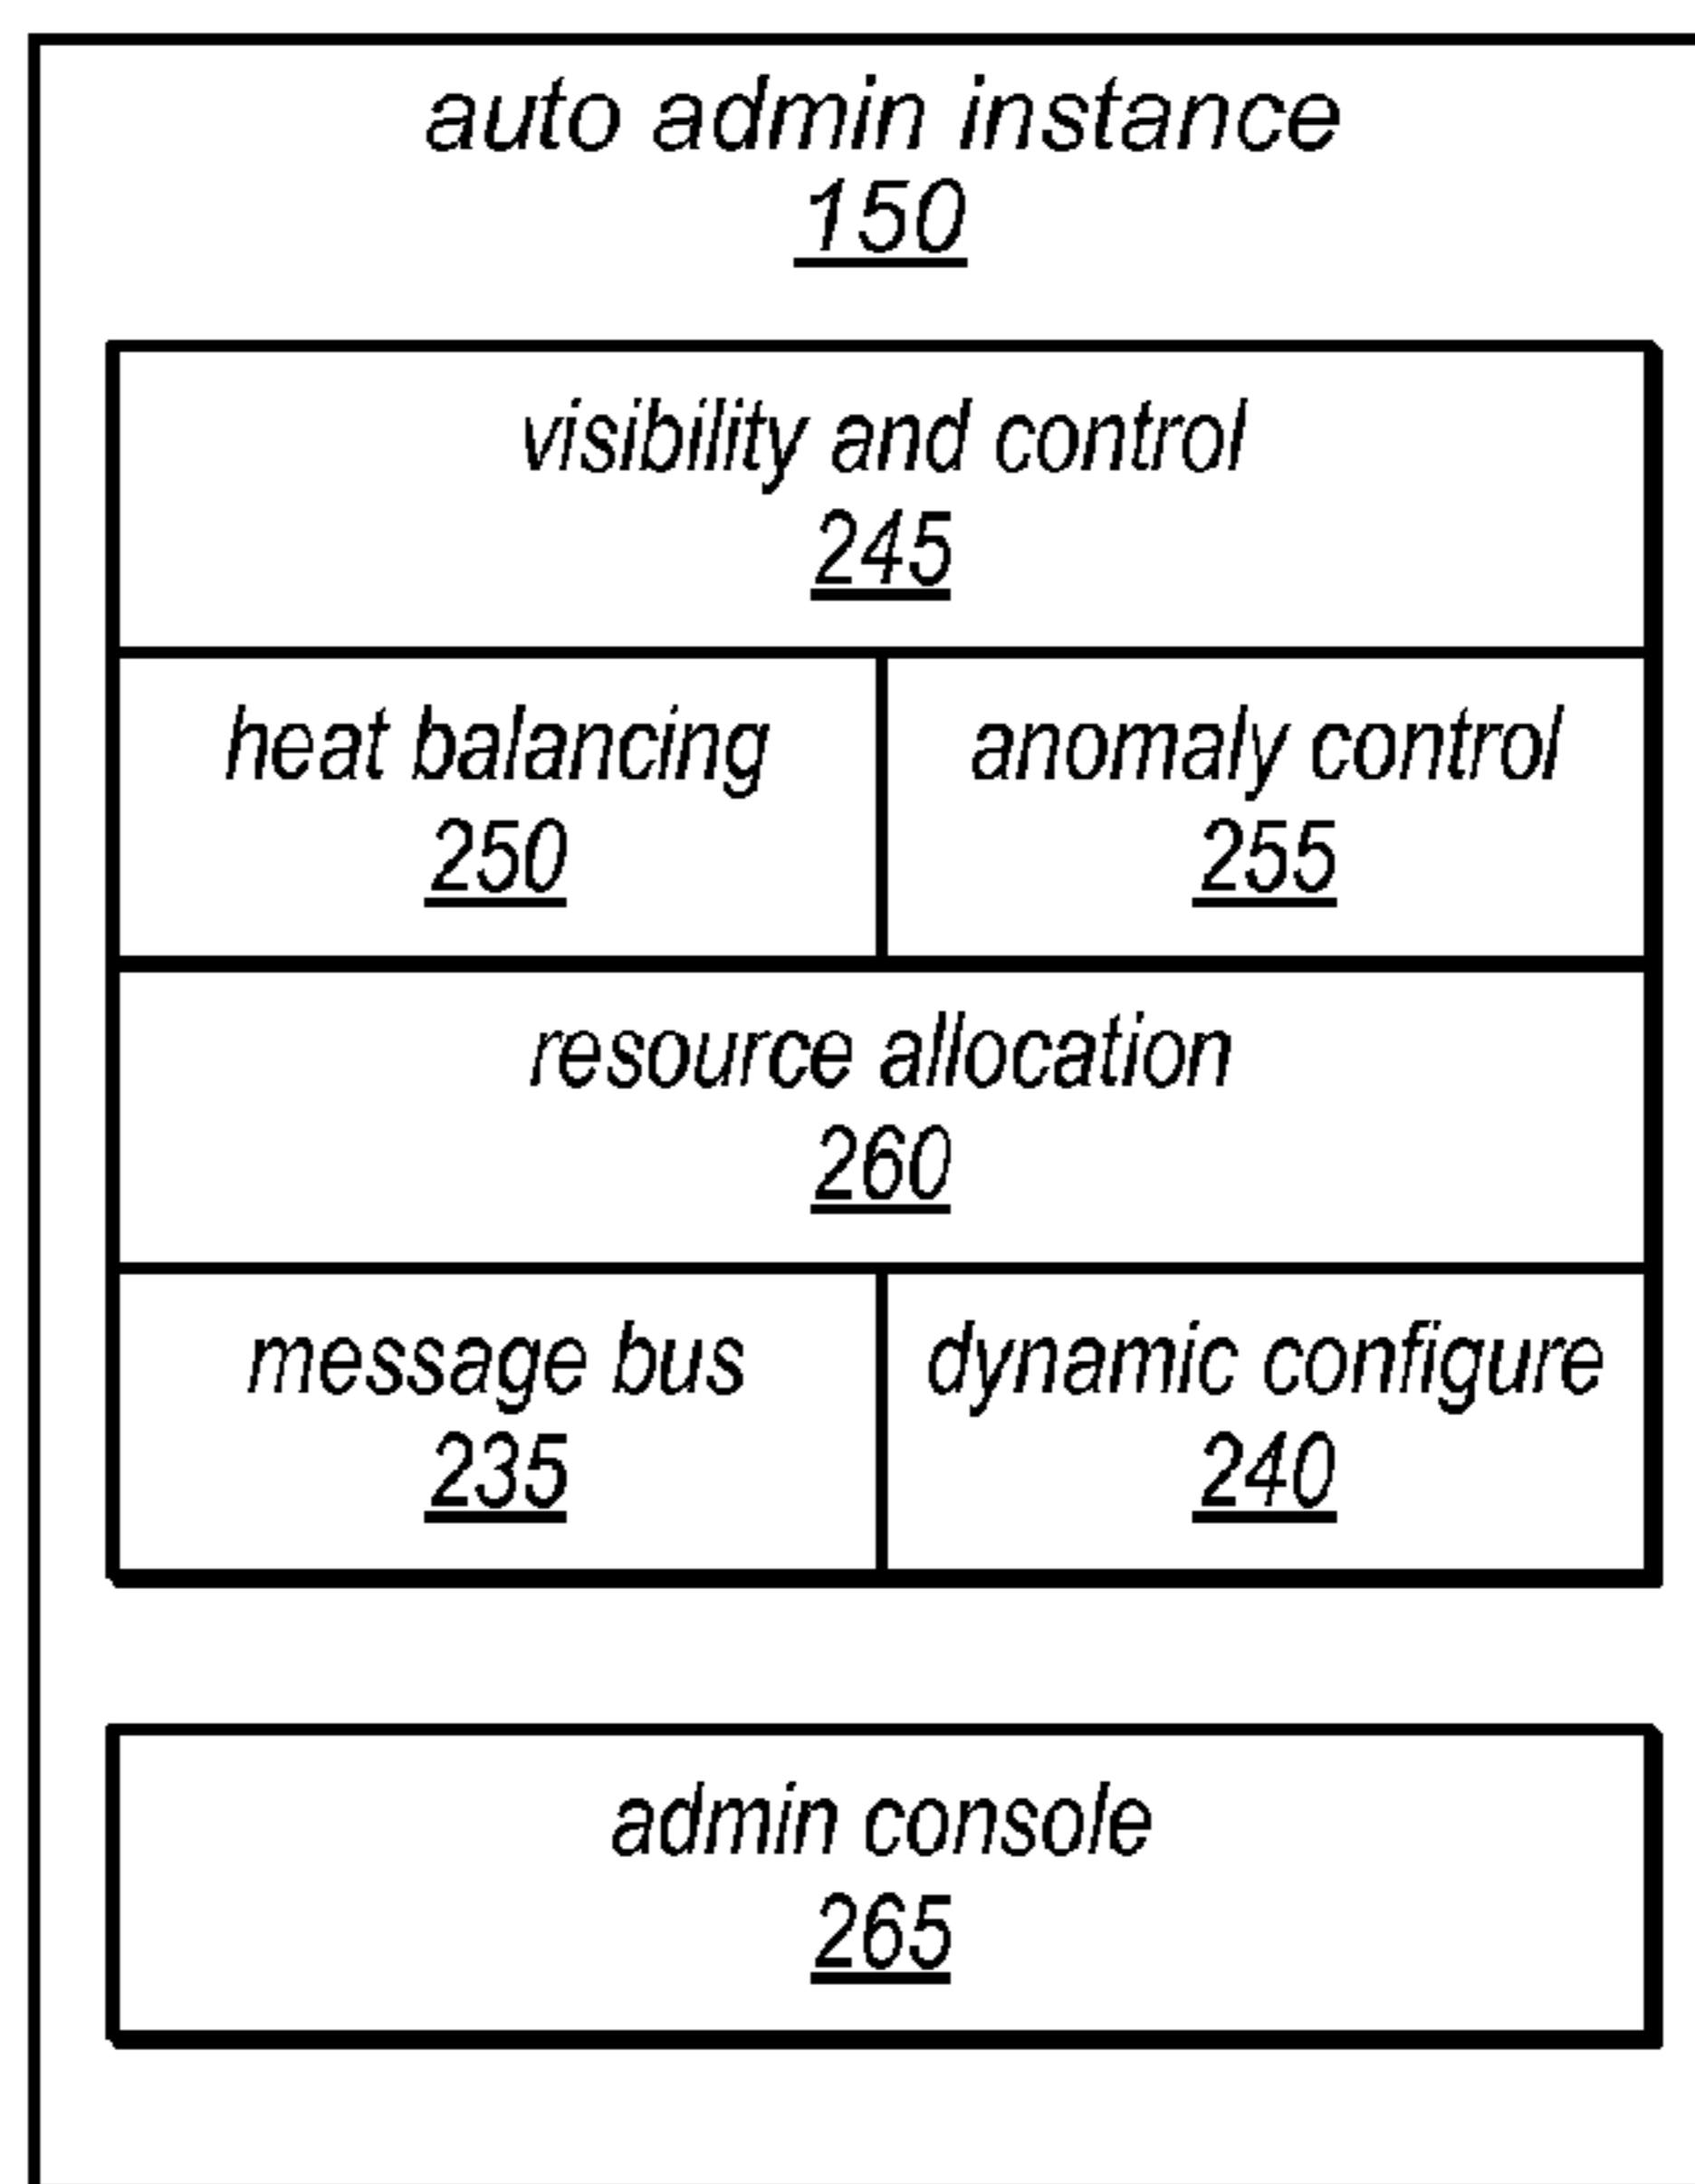 auto admin instance
150
visibility and control
245
heat balancing
250
anomaly control
255
resource allocation
260
message bus
235
dynamic configure
240
admin console
265